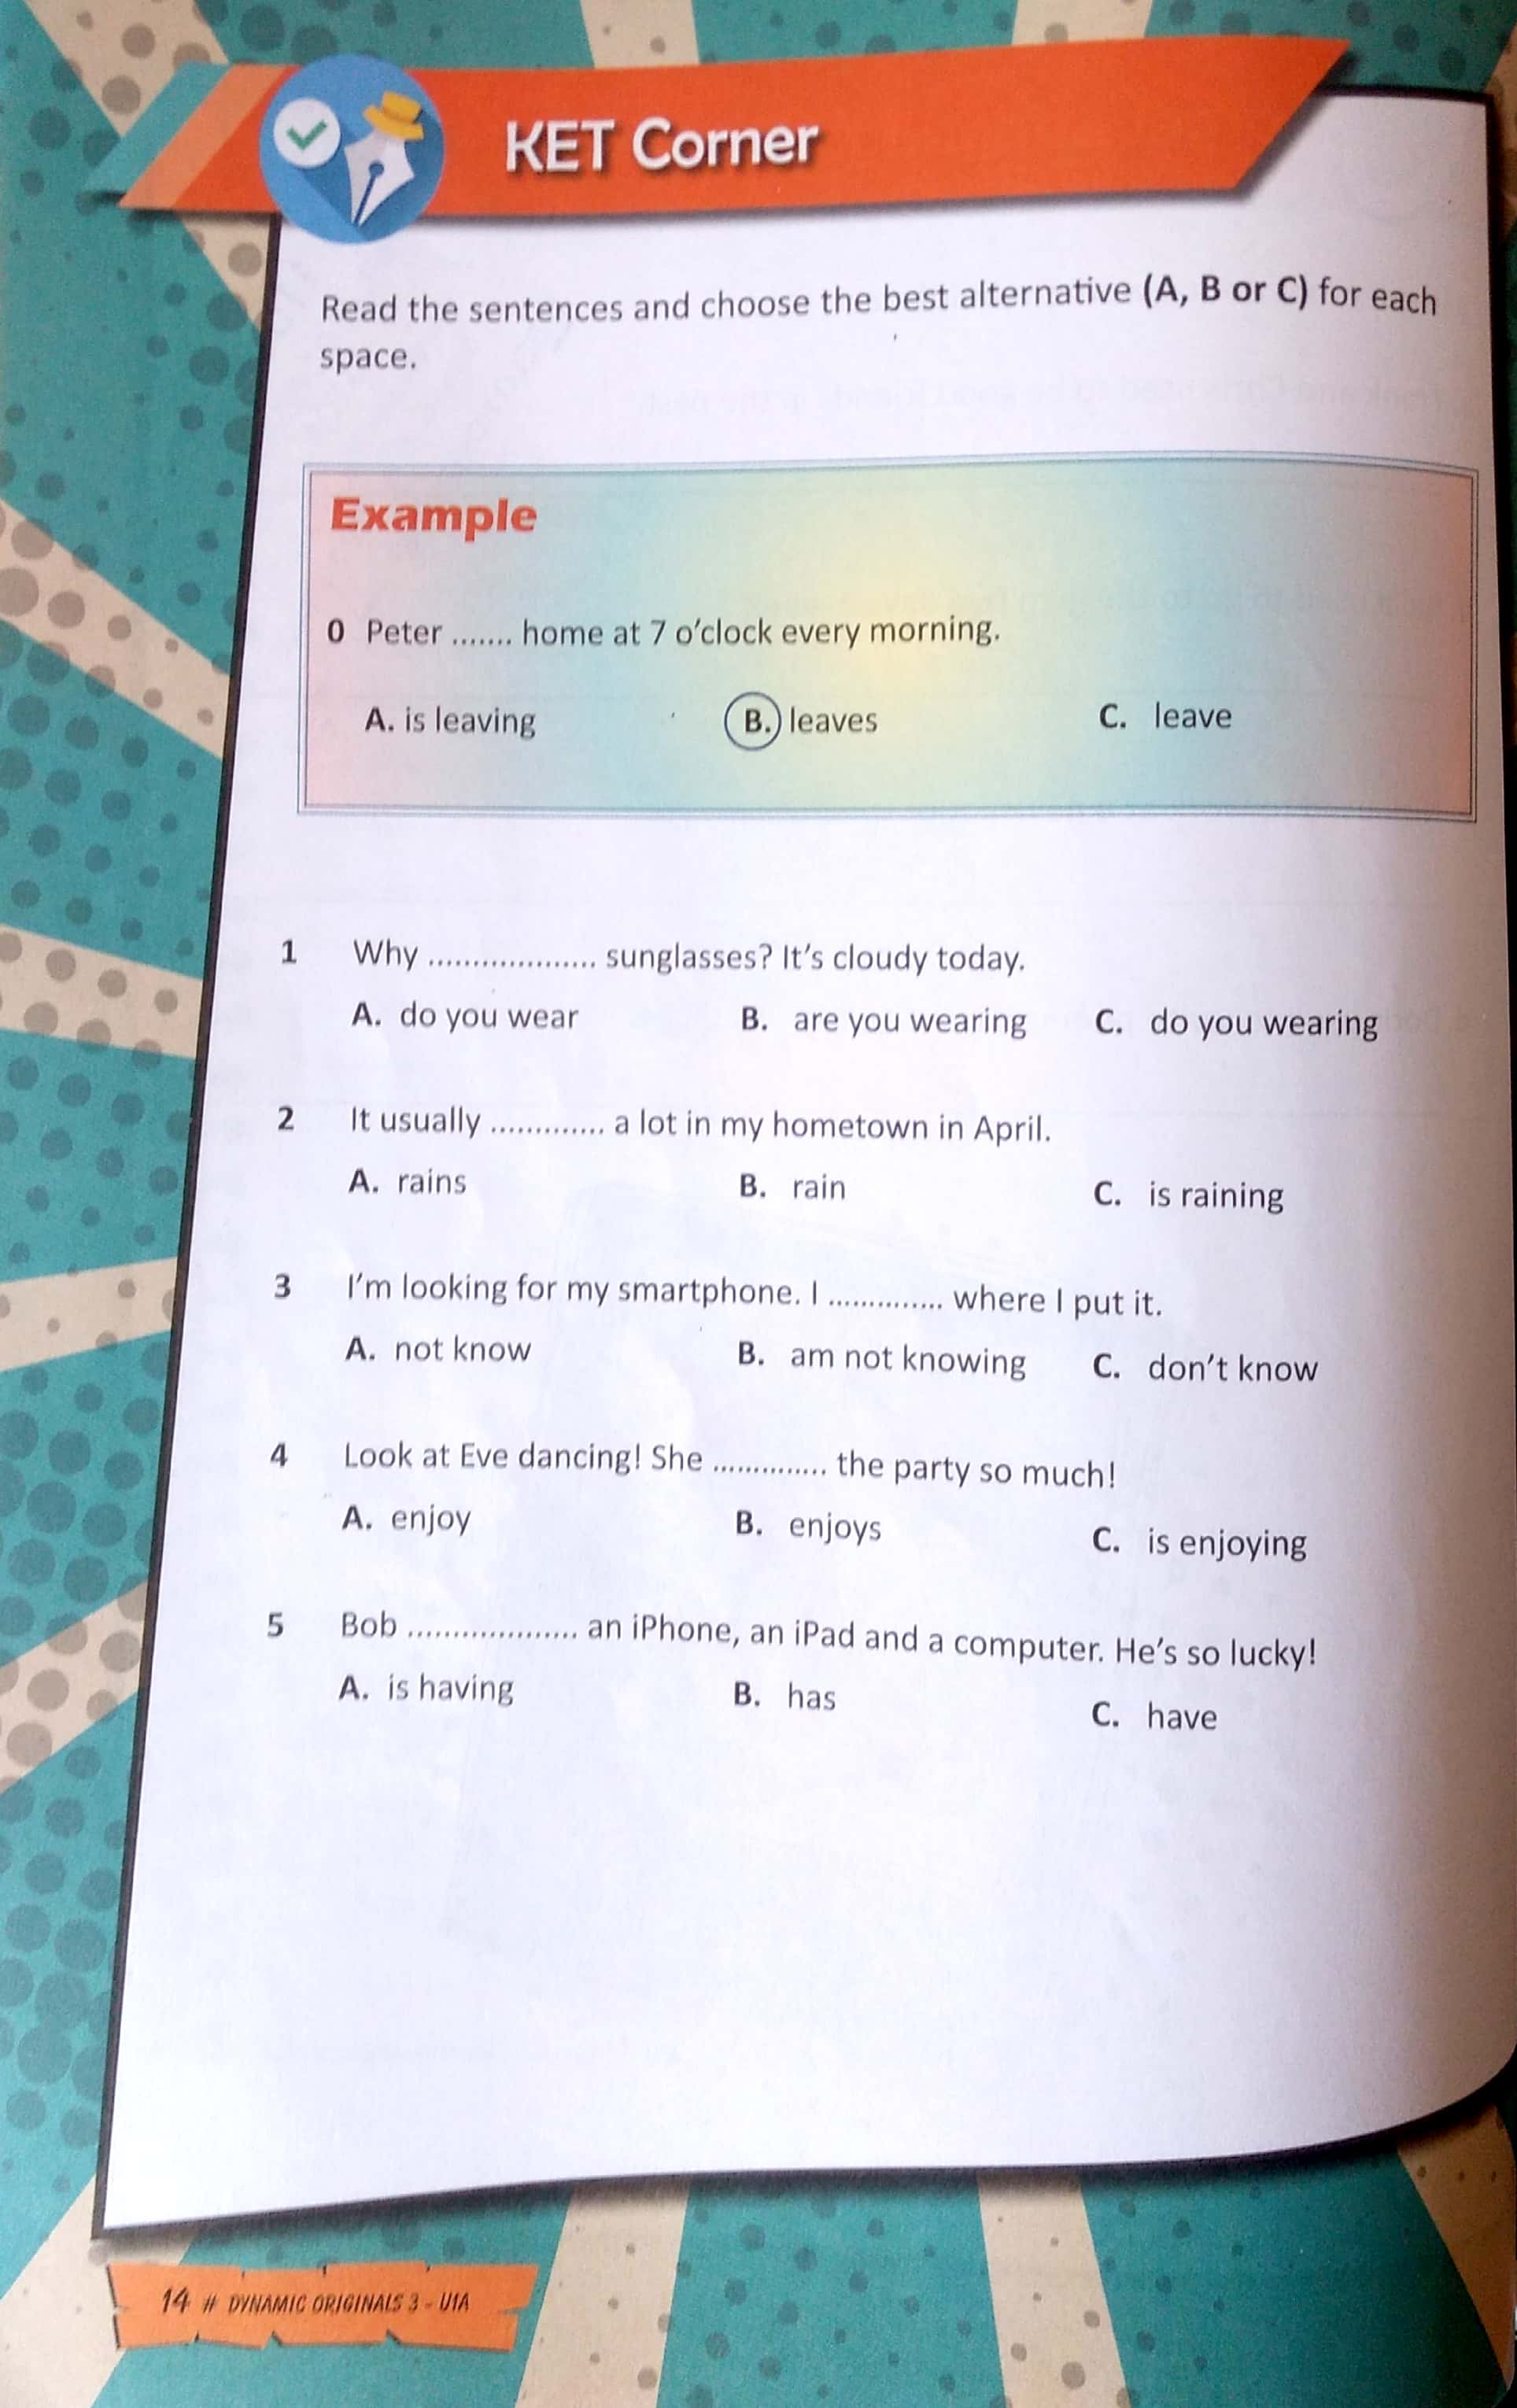 KET Corner
Read the sentences and choose the best alternative (A, B or C) for each
space.
Example
0 Peter ....... home at 7 o'clock every morning.
A. is leaving B. leaves C. leave
1 Why ................... sunglasses? It's cloudy today.
A. do you wear B. are you wearing C. do you wearing
2 It usually ............. a lot in my hometown in April.
A. rains B. rain C. is raining
3 I'm looking for my smartphone. I .............. where I put it.
A. not know B. am not knowing C. don't know
4 Look at Eve dancing! She .............. the party so much!
A. enjoy B. enjoys C. is enjoying
5 Bob ................... an iPhone, an iPad and a computer. He's so lucky!
A. is having B. has C. have
14 # DYNAMIC ORIGINALS 3 - U1A